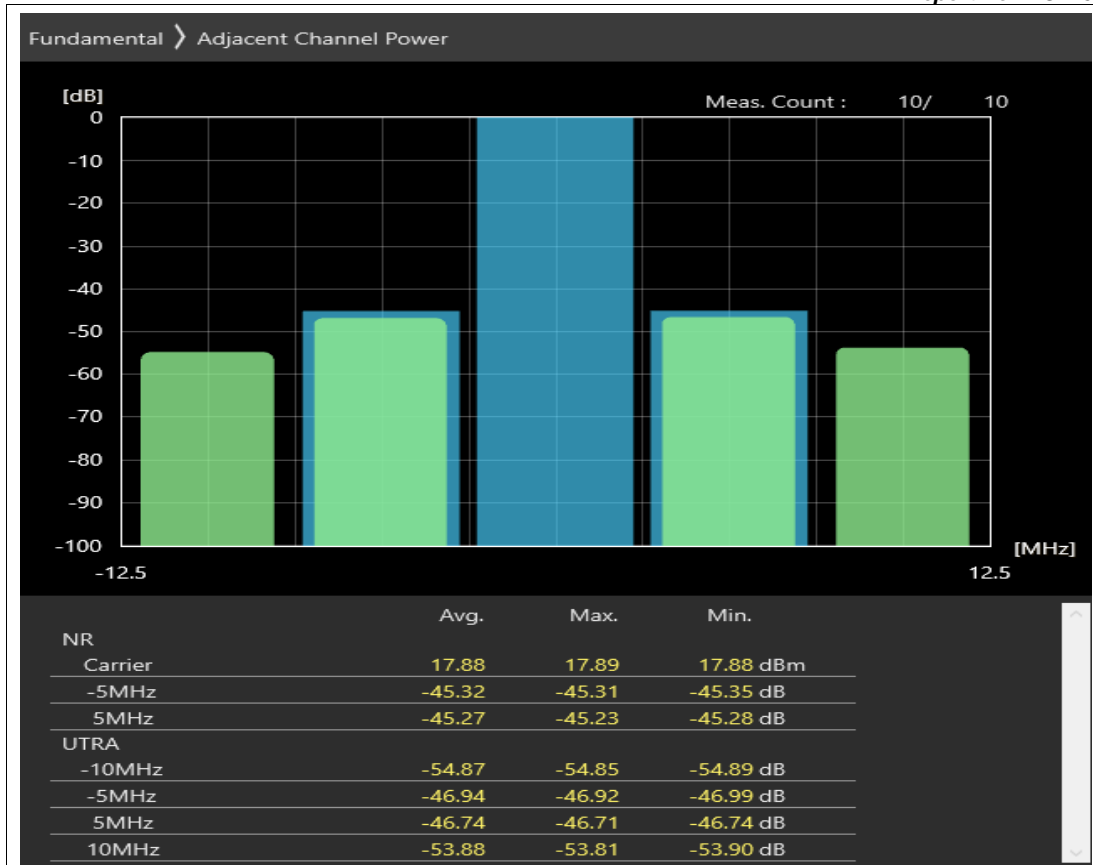 Fundamental ❭ Adjacent Channel Power
[dB]
Meas. Count : 10/ 10
0
-10
-20
-30
-40
-50
-60
-70
-80
-90
-100
[MHz]
-12.5 12.5
Avg. Max. Min.
NR
Carrier 17.88 17.89 17.88 dBm
-5MHz -45.32 -45.31 -45.35 dB
5MHz -45.27 -45.23 -45.28 dB
UTRA
-10MHz -54.87 -54.85 -54.89 dB
-5MHz -46.94 -46.92 -46.99 dB
5MHz -46.74 -46.71 -46.74 dB
10MHz -53.88 -53.81 -53.90 dB